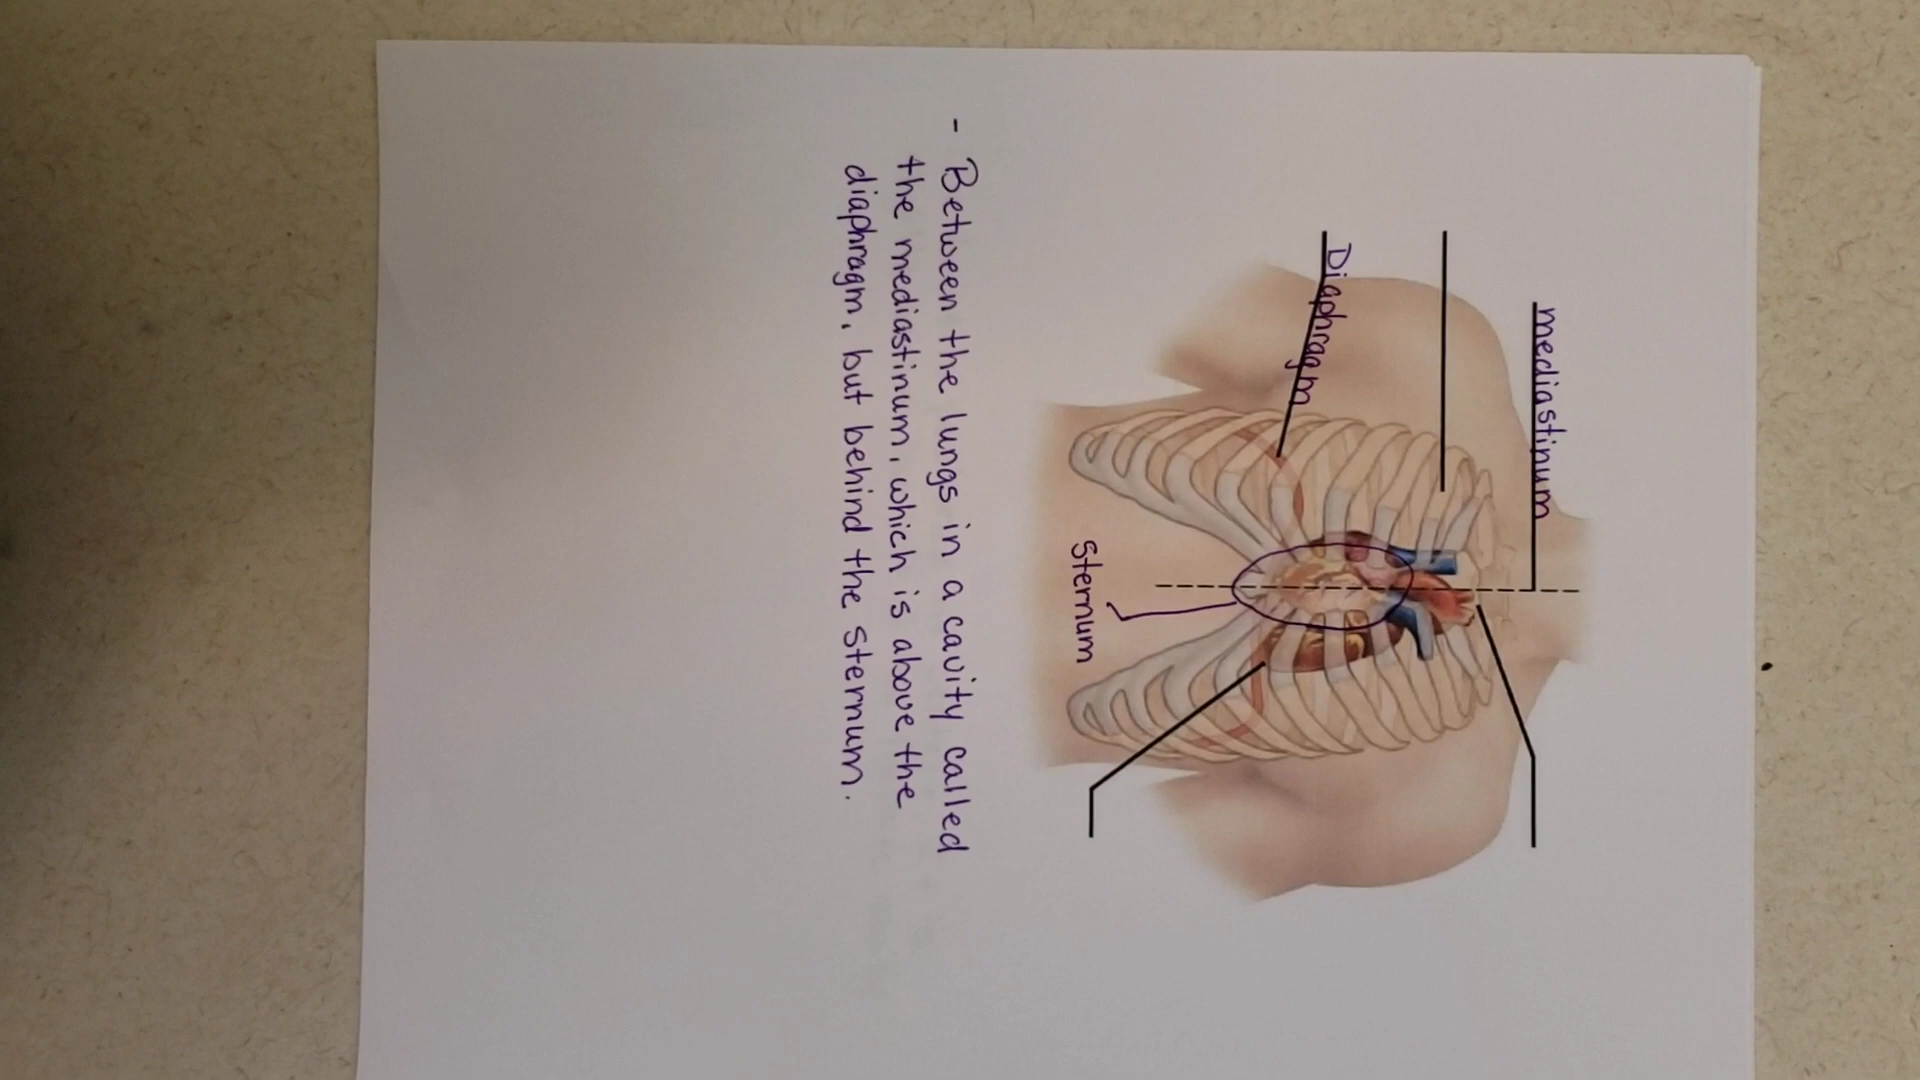 mediastinum
Diaphragm
Sternum
- Between the lungs in a cavity called
the mediastinum, which is above the
diaphragm, but behind the sternum.